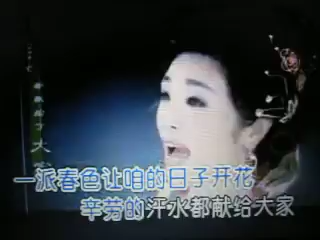 大
一派春色让咱的日子开花
辛劳的汗水都献给大家